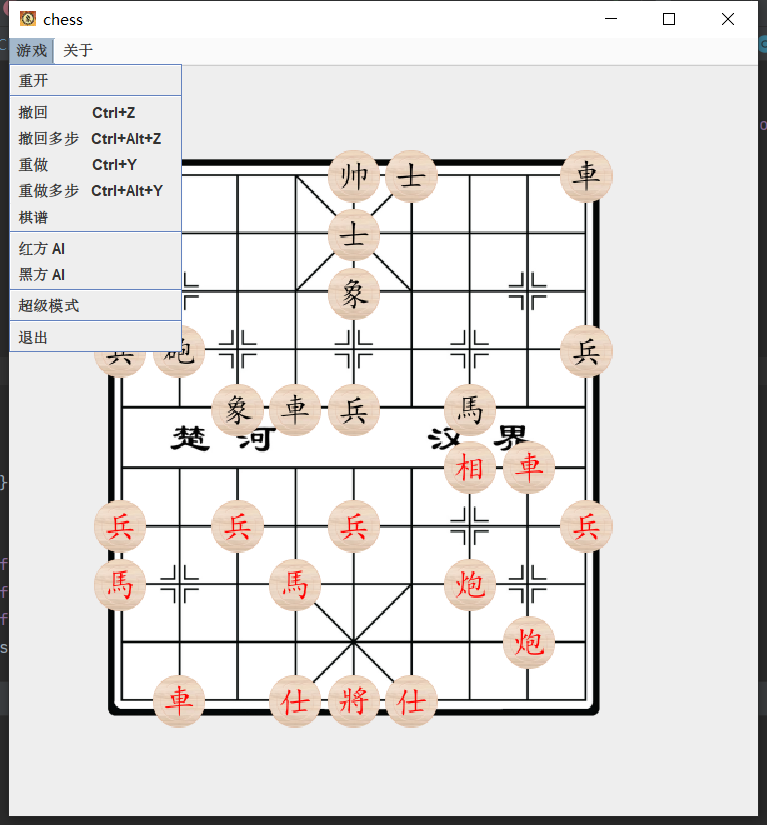 chess
游戏 关于
重开
撤回 Ctrl+Z
撤回多步 Ctrl+Alt+Z
重做 Ctrl+Y
重做多步 Ctrl+Alt+Y
棋谱
红方 AI
黑方 AI
超级模式
退出
帅 士 車
士
象
兵 砲 兵
象 車 兵 馬
楚 河 汉 界
相 車
兵 兵 兵 兵
馬 馬 炮
炮
車 仕 將 仕